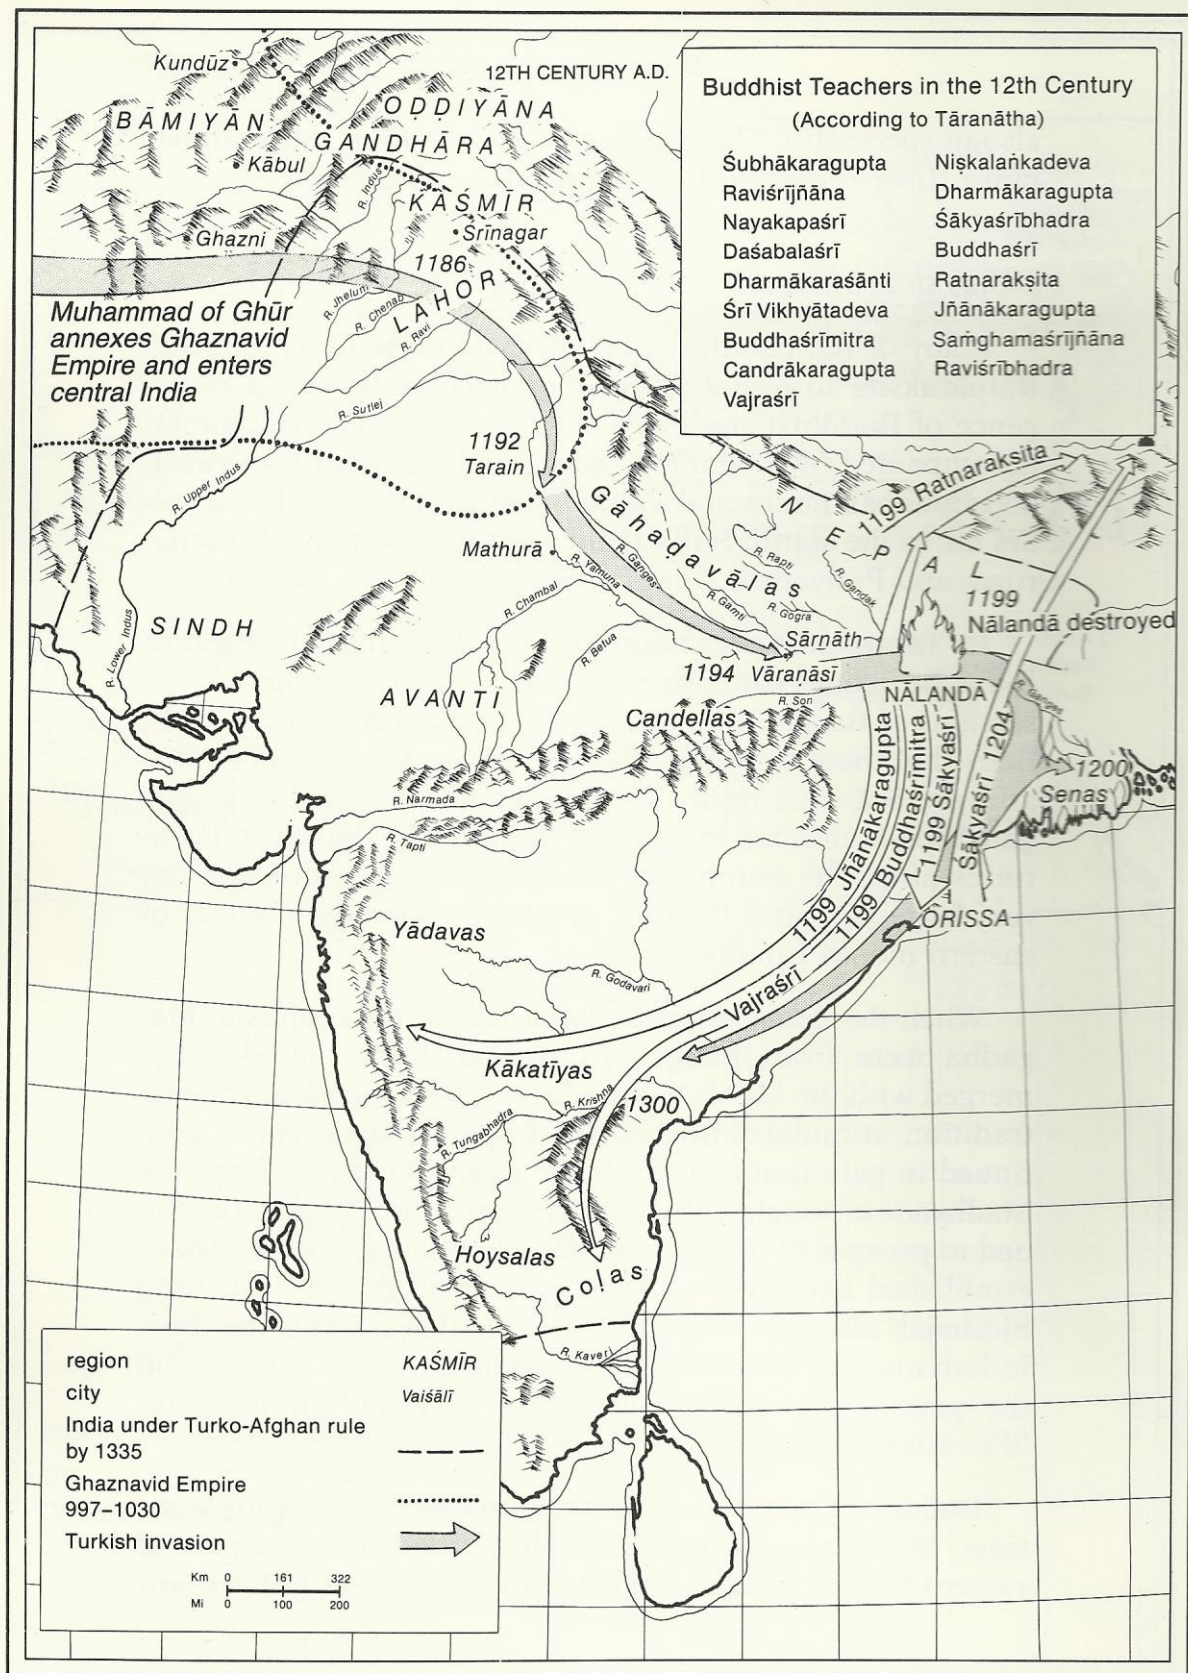 12TH CENTURY A.D.
Buddhist Teachers in the 12th Century
(According to Tāranātha)
Śubhākaragupta
Raviśrījñāna
Nayakapaśrī
Daśabalaśrī
Dharmākaraśānti
Śrī Vikhyātadeva
Buddhaśrīmitra
Candrākaragupta
Vajraśrī
Niṣkalaṅkadeva
Dharmākaragupta
Śākyaśrībhadra
Buddhaśrī
Ratnarakṣita
Jñānākaragupta
Saṁghamaśrījñāna
Raviśrībhadra
Kundūz
BĀMIYĀN
OḌḌIYĀNA
GANDHĀRA
Kābul
R. Indus
KAŚMĪR
Ghazni
Srīnagar
1186
LAHOR
R. Jhelum
R. Chenab
R. Ravi
Muhammad of Ghūr
annexes Ghaznavid
Empire and enters
central India
R. Sutlej
1192
Tarain
R. Upper Indus
Gāhaḍavālas
NEPAL
1199 Ratnarakṣita
Mathurā
R. Yamuna
R. Ganges
R. Rapti
R. Gandak
R. Gamti
R. Gogra
R. Chambal
R. Betua
1199
Nālandā destroyed
SINDH
R. Lower Indus
Sārnāth
1194 Vāraṇāsī
AVANTI
NĀLANDĀ
R. Ganges
R. Son
Candellas
1199 Jñānākaragupta
1199 Buddhaśrīmitra
1199 Śākyaśrī
Śākyaśrī 1204
1200
Senas
R. Narmada
R. Tapti
ŌRISSA
Yādavas
R. Godavari
Vajraśrī
Kākatīyas
R. Krishna
1300
R. Tungabhadra
Hoysalas
Coḷas
R. Kaveri
region KAŚMĪR
city Vaiśālī
India under Turko-Afghan rule
by 1335
Ghaznavid Empire
997–1030
Turkish invasion
Km 0 161 322
Mi 0 100 200